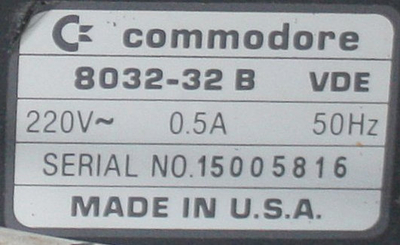 commodore
8032-32 B VDE
220V~ 0.5A 50Hz
SERIAL NO.15005816
MADE IN U.S.A.